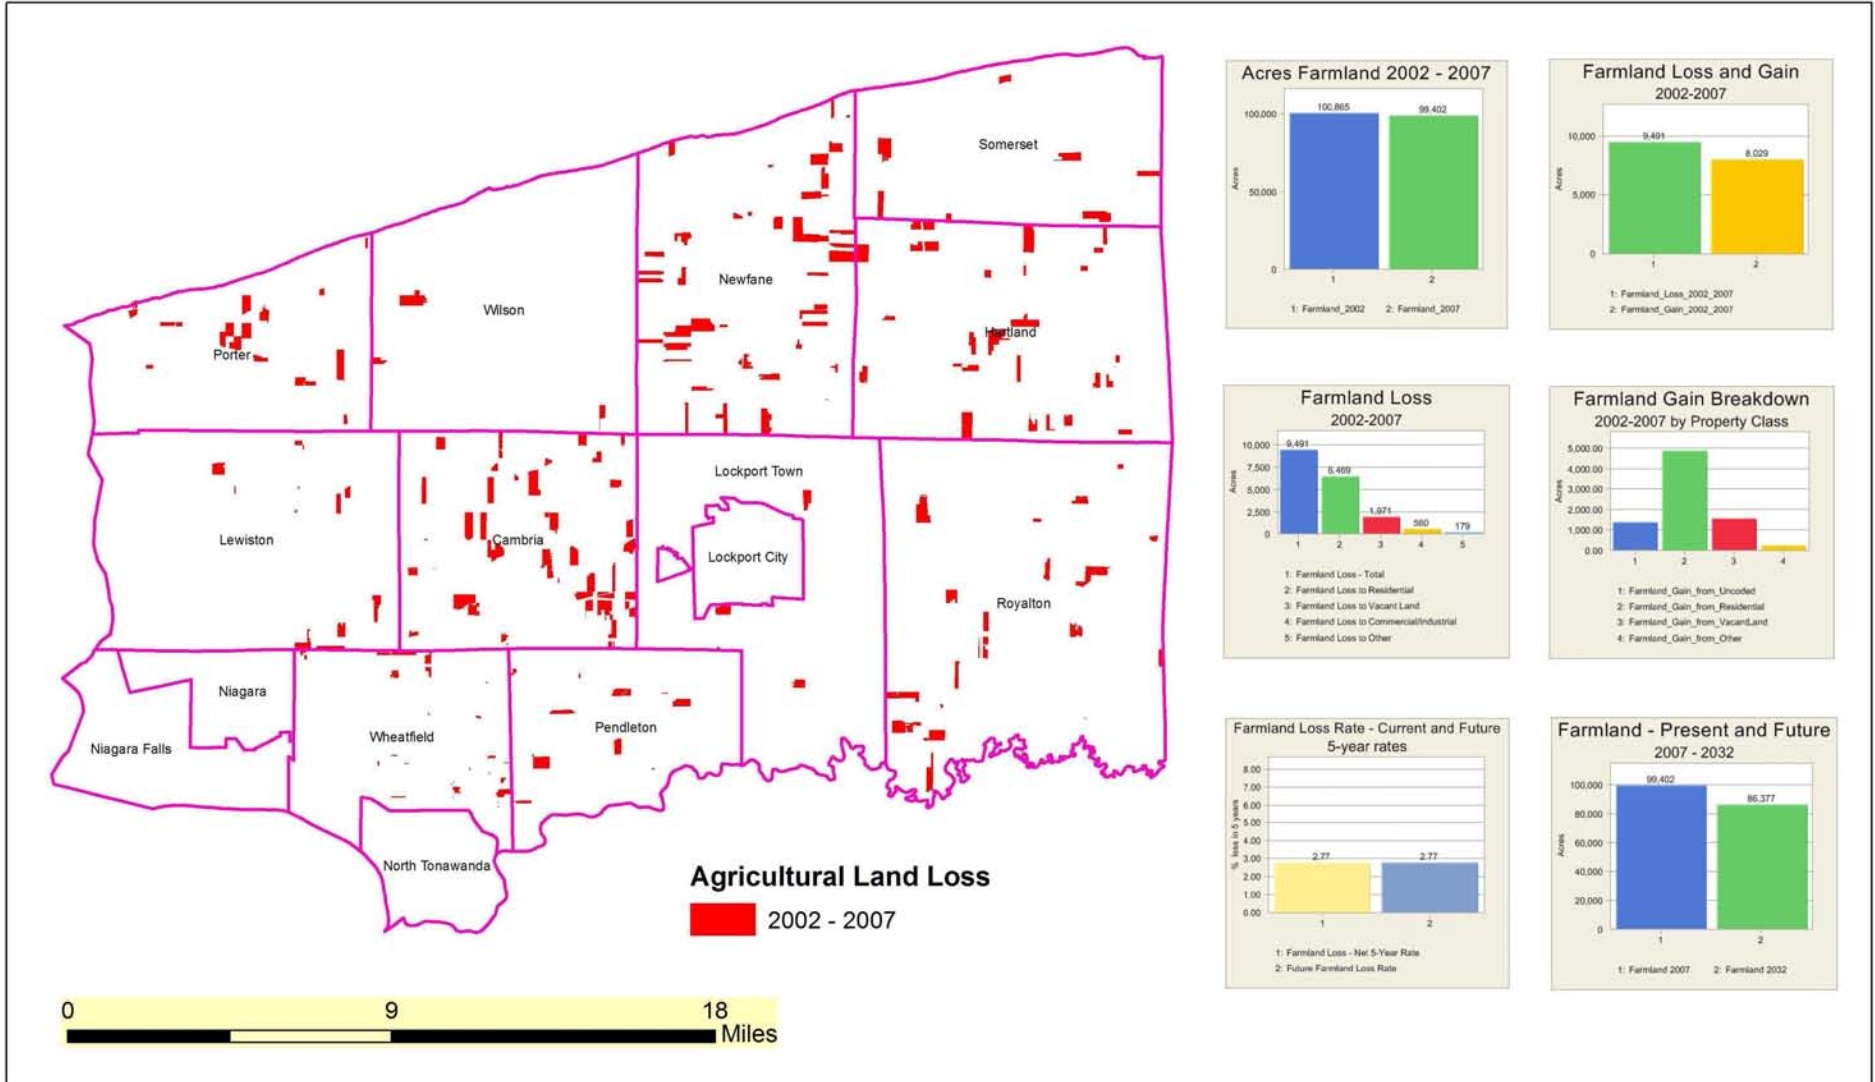 Somerset
Newfane
Wilson
Hartland
Porter
Lockport Town
Lewiston
Cambria
Lockport City
Royalton
Niagara
Pendleton
Wheatfield
Niagara Falls
North Tonawanda
Agricultural Land Loss
2002 - 2007
0 9 18
Miles
Acres Farmland 2002 - 2007
100,865 99,402
100,000
50,000
0
Acres
1 2
1: Farmland_2002 2: Farmland_2007
Farmland Loss and Gain
2002-2007
10,000
9,491
8,029
5,000
0
Acres
1 2
1: Farmland_Loss_2002_2007
2: Farmland_Gain_2002_2007
Farmland Loss
2002-2007
10,000
9,491
7,500
6,469
5,000
2,500
1,971
560
179
0
Acres
1 2 3 4 5
1: Farmland Loss - Total
2: Farmland Loss to Residential
3: Farmland Loss to Vacant Land
4: Farmland Loss to Commercial/Industrial
5: Farmland Loss to Other
Farmland Gain Breakdown
2002-2007 by Property Class
5,000.00
4,000.00
3,000.00
2,000.00
1,000.00
0.00
Acres
1 2 3 4
1: Farmland_Gain_from_Uncoded
2: Farmland_Gain_from_Residential
3: Farmland_Gain_from_VacantLand
4: Farmland_Gain_from_Other
Farmland Loss Rate - Current and Future
5-year rates
8.00
7.00
6.00
5.00
4.00
3.00
2.00
1.00
0.00
2.77 2.77
% loss in 5 years
1 2
1: Farmland Loss - Net 5-Year Rate
2: Future Farmland Loss Rate
Farmland - Present and Future
2007 - 2032
99,402
100,000
86,377
80,000
60,000
40,000
20,000
0
Acres
1 2
1: Farmland 2007 2: Farmland 2032